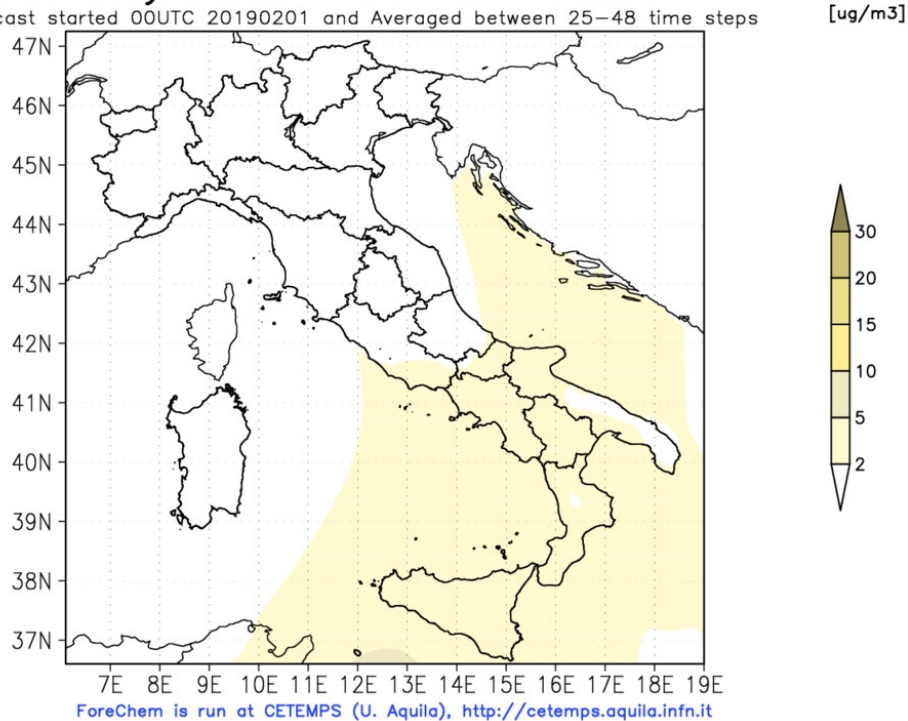 cast started 00UTC 20190201 and Averaged between 25-48 time steps
[ug/m3]
47N
46N
45N
44N
43N
42N
41N
40N
39N
38N
37N
30
20
15
10
5
2
7E 8E 9E 10E 11E 12E 13E 14E 15E 16E 17E 18E 19E
ForeChem is run at CETEMPS (U. Aquila), http://cetemps.aquila.infn.it